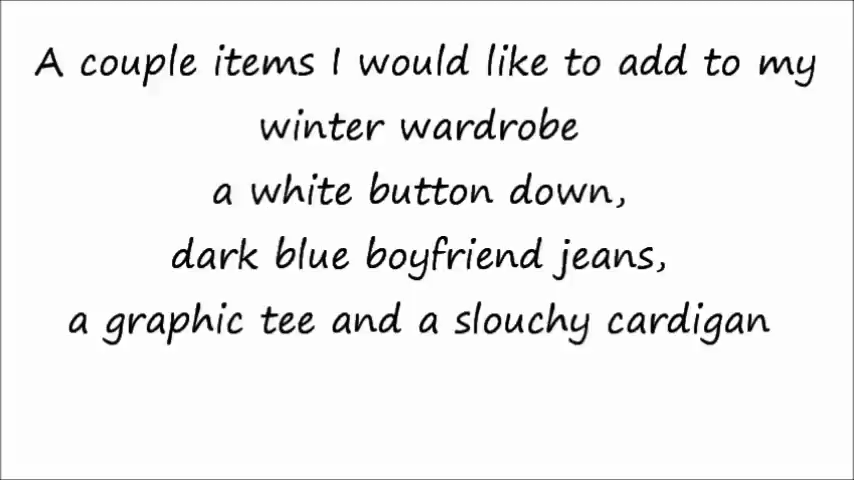 A couple items I would like to add to my
winter wardrobe
a white button down,
dark blue boyfriend jeans,
a graphic tee and a slouchy cardigan